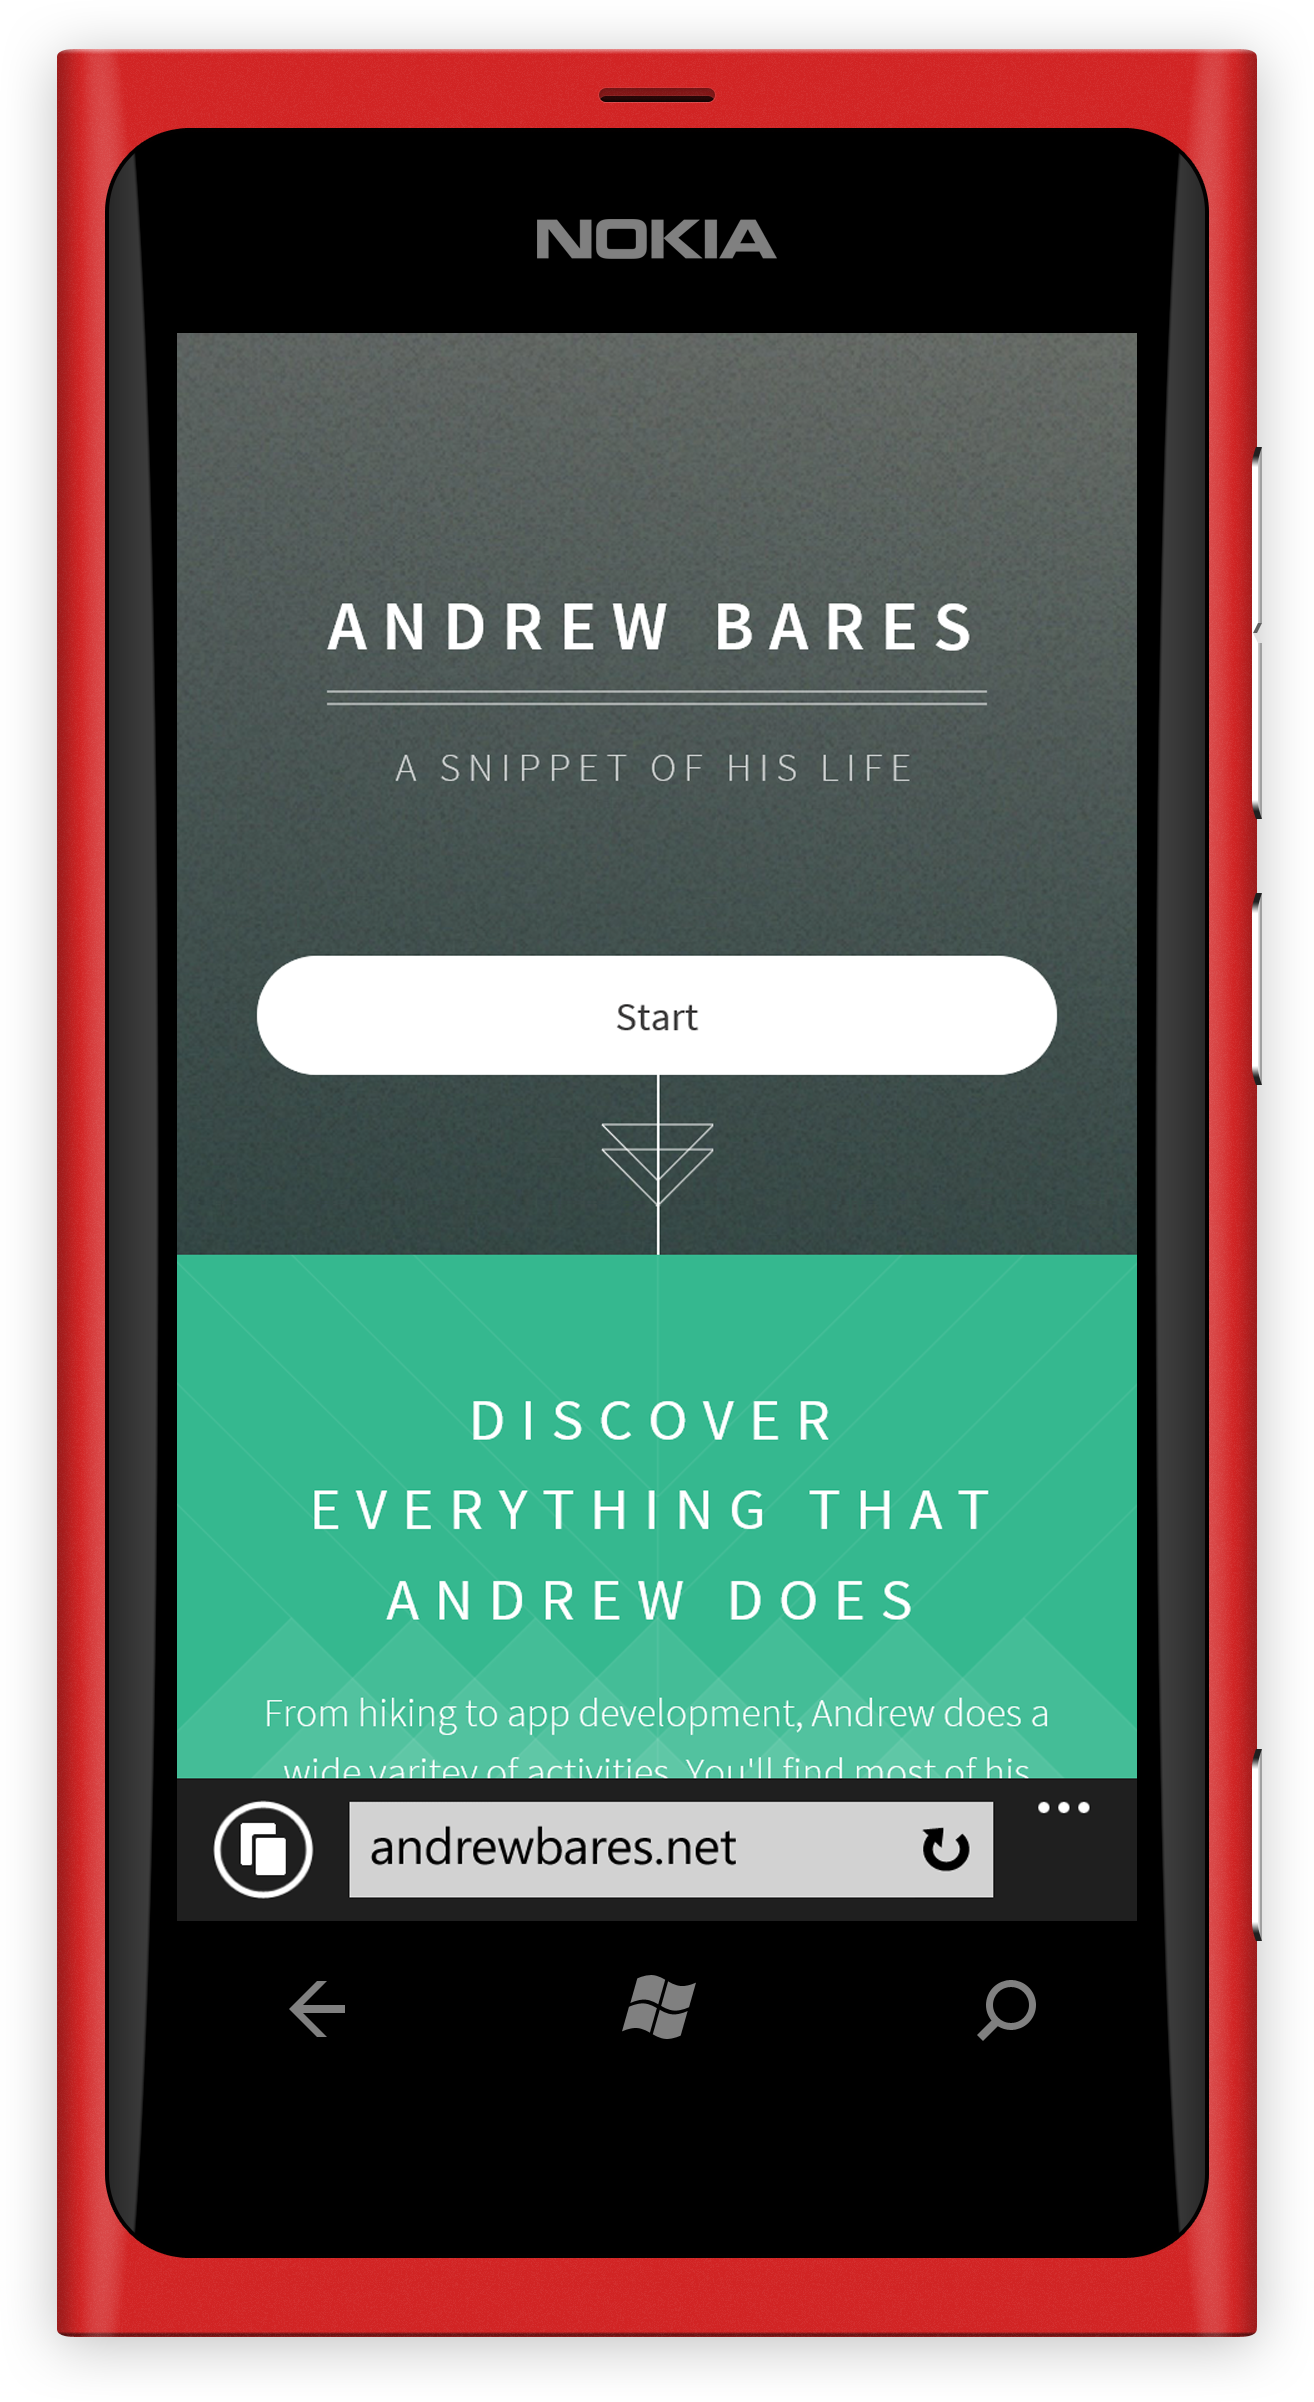 NOKIA
ANDREW BARES
A SNIPPET OF HIS LIFE
Start
DISCOVER
EVERYTHING THAT
ANDREW DOES
From hiking to app development, Andrew does a
wide varitey of activities. You'll find most of his
andrewbares.net